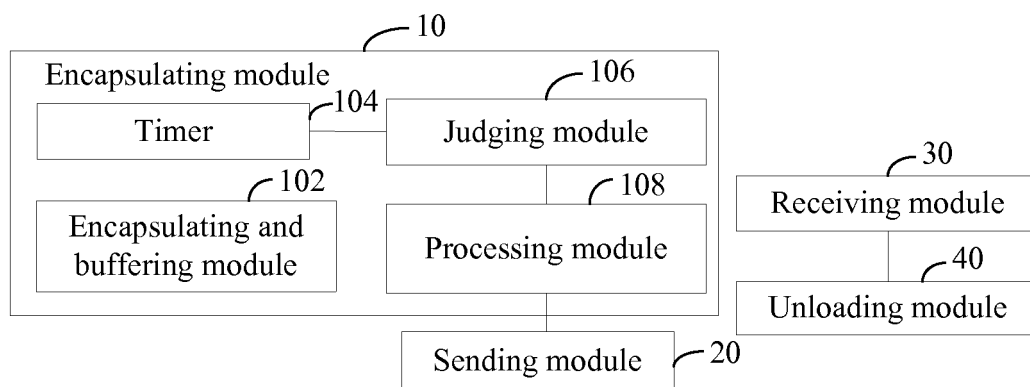 10
Encapsulating module
106
104
Timer
Judging module
102
108
30
Encapsulating and
buffering module
Processing module
Receiving module
40
Unloading module
Sending module
20